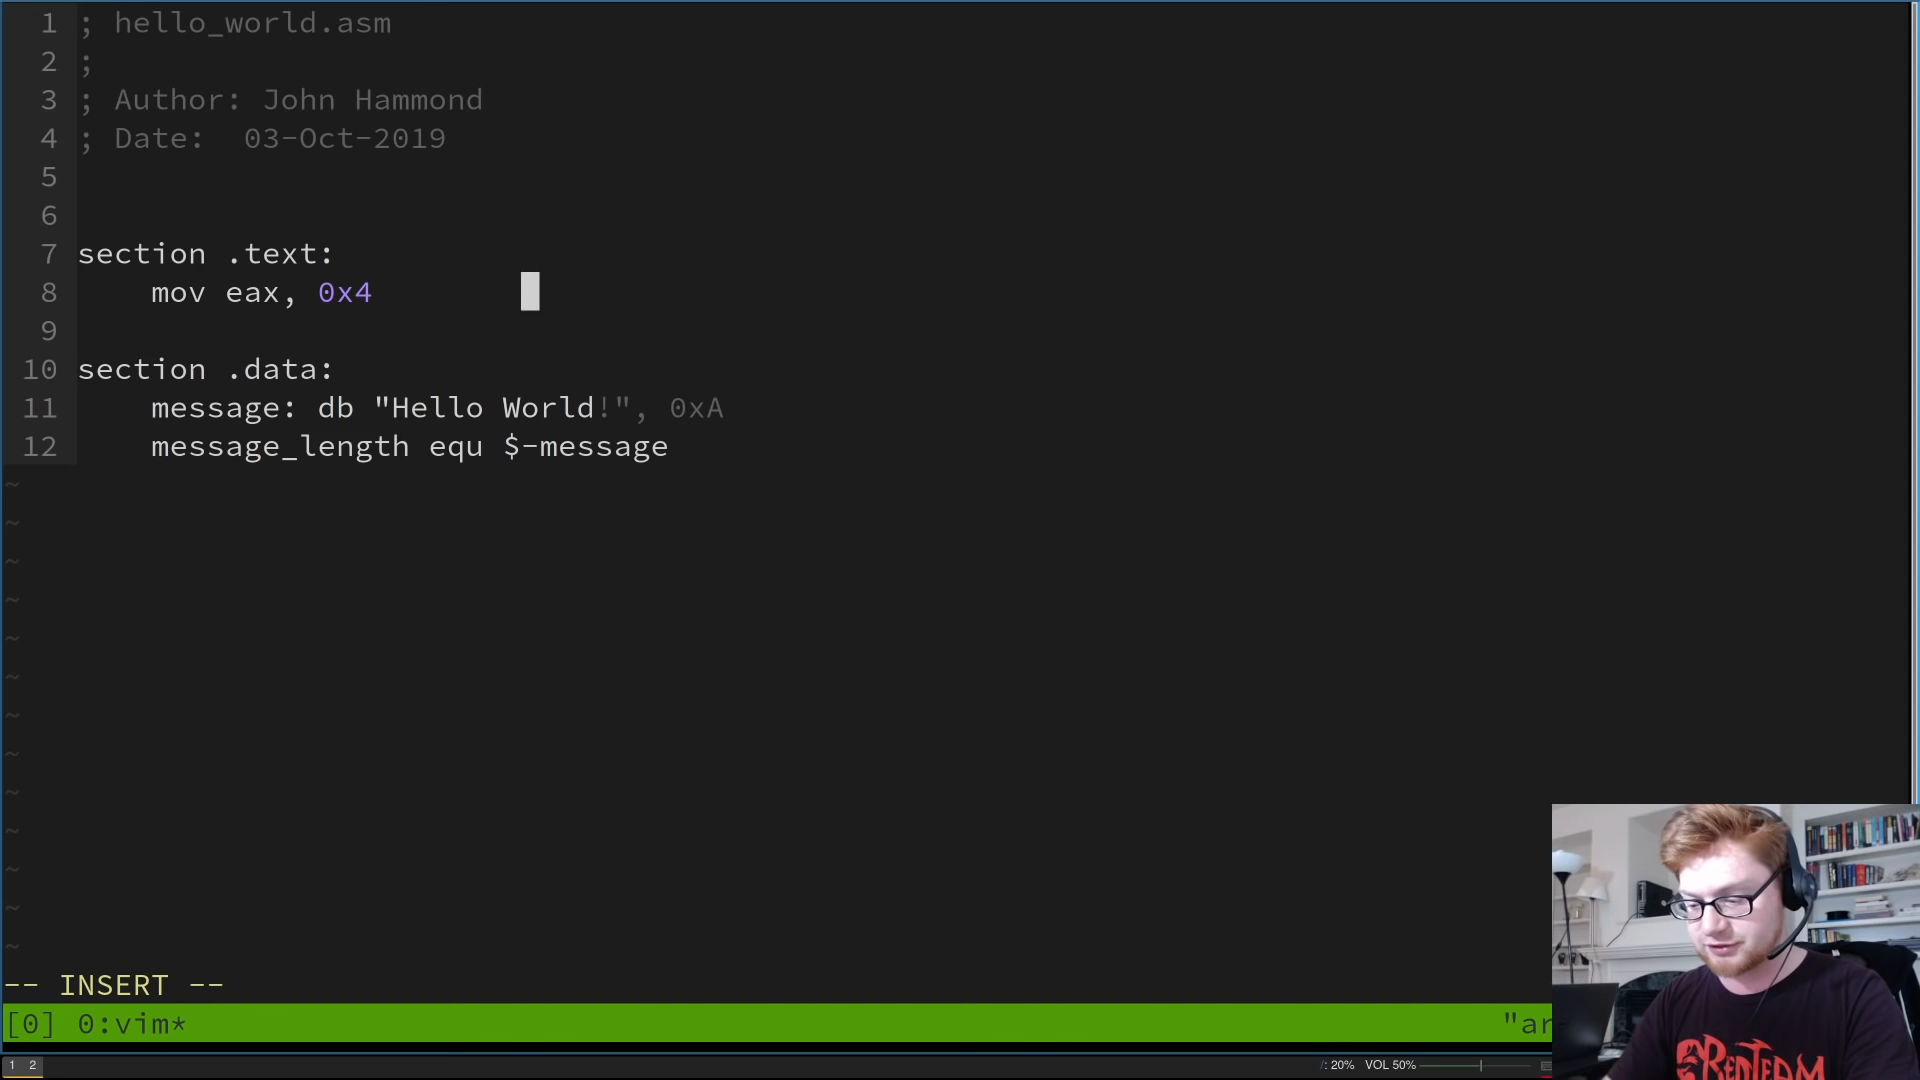 1 ; hello_world.asm
2 ;
3 ; Author: John Hammond
4 ; Date:  03-Oct-2019
5
6
7 section .text:
8     mov eax, 0x4
9
10 section .data:
11     message: db "Hello World!", 0xA
12     message_length equ $-message
~
~
~
~
~
~
~
~
~
~
~
~
~
-- INSERT --
[0] 0:vim* "ar
1 2 /: 20% VOL 50%
REDTEAM